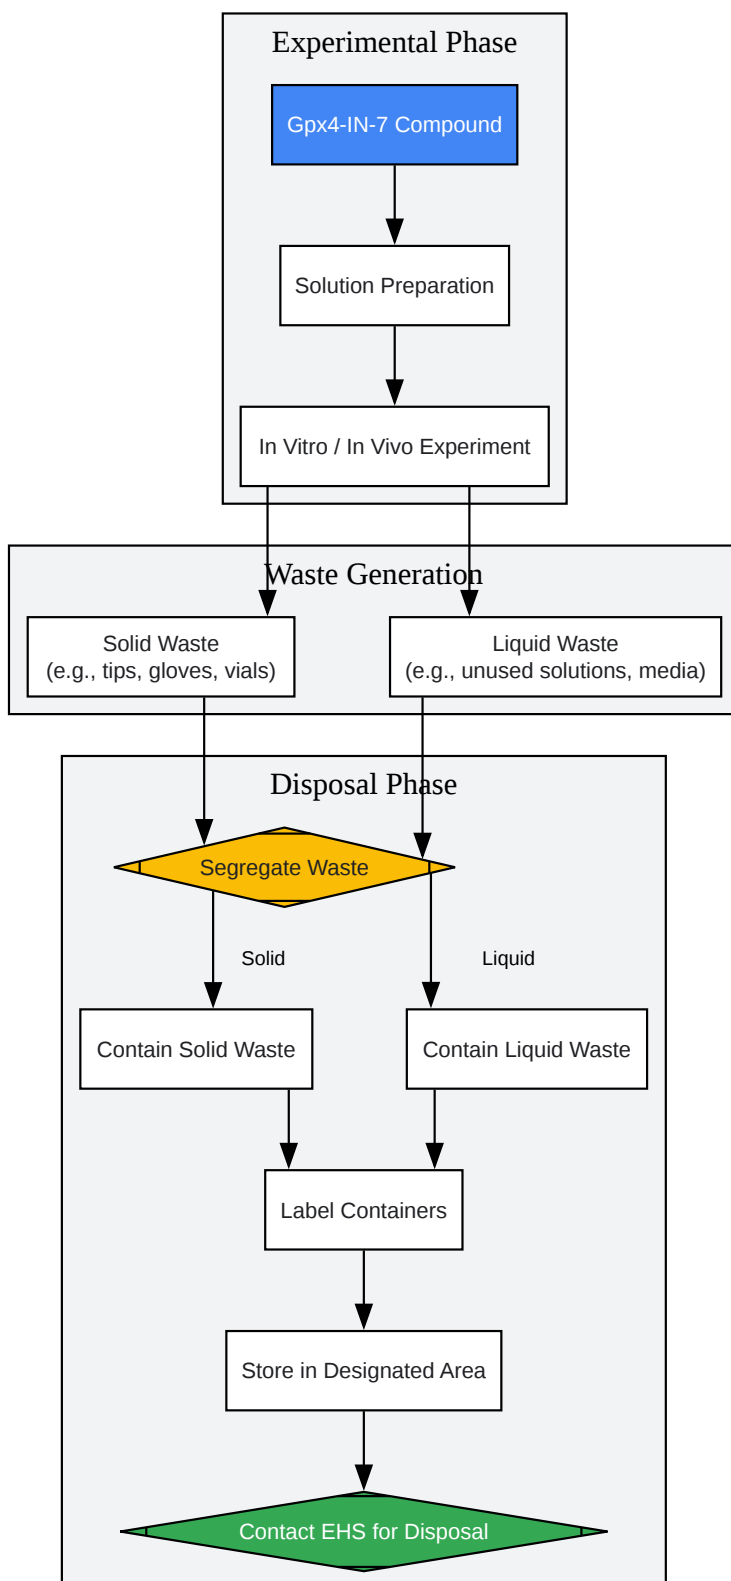 Experimental Phase
Gpx4-IN-7 Compound
Solution Preparation
In Vitro / In Vivo Experiment
Waste Generation
Solid Waste
(e.g., tips, gloves, vials)
Liquid Waste
(e.g., unused solutions, media)
Disposal Phase
Segregate Waste
Solid
Liquid
Contain Solid Waste
Contain Liquid Waste
Label Containers
Store in Designated Area
Contact EHS for Disposal